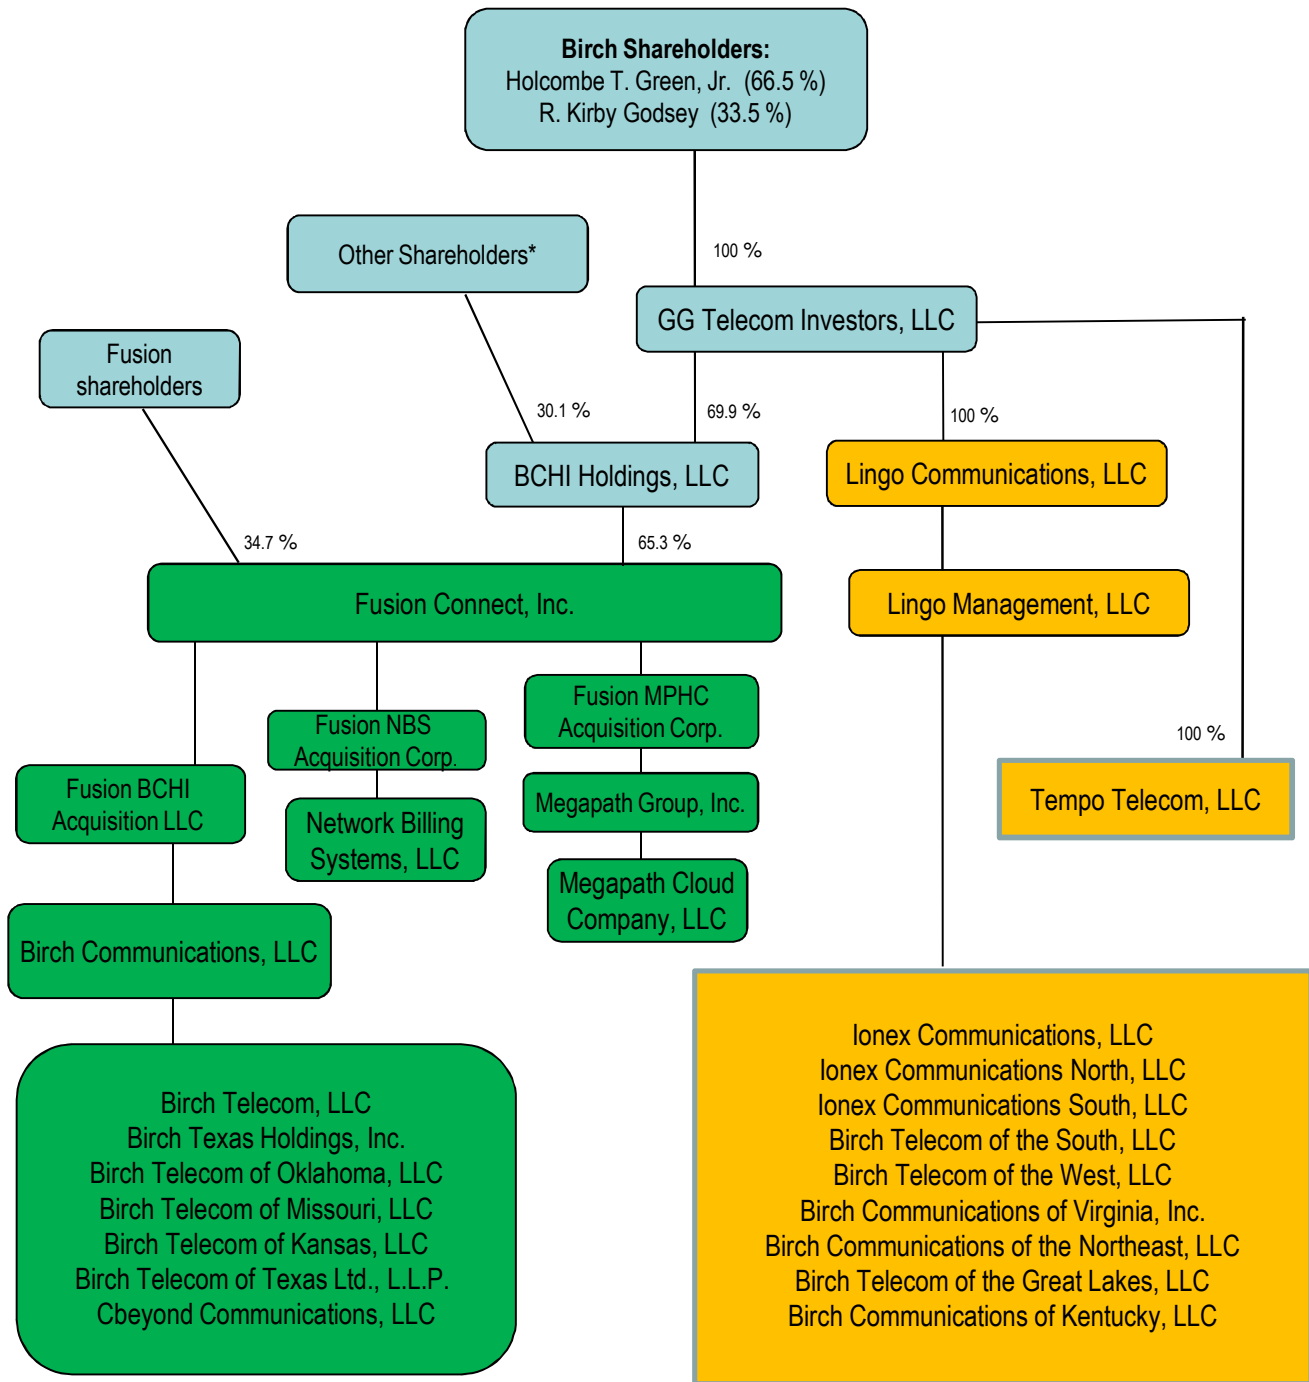 Birch Shareholders:
Holcombe T. Green, Jr. (66.5 %)
R. Kirby Godsey (33.5 %)
Other Shareholders*
100 %
GG Telecom Investors, LLC
Fusion
shareholders
30.1 %
69.9 %
100 %
BCHI Holdings, LLC
Lingo Communications, LLC
34.7 %
65.3 %
Fusion Connect, Inc.
Lingo Management, LLC
Fusion MPHC
Acquisition Corp.
Fusion NBS
Acquisition Corp.
100 %
Fusion BCHI
Acquisition LLC
Megapath Group, Inc.
Tempo Telecom, LLC
Network Billing
Systems, LLC
Megapath Cloud
Company, LLC
Birch Communications, LLC
Birch Telecom, LLC
Birch Texas Holdings, Inc.
Birch Telecom of Oklahoma, LLC
Birch Telecom of Missouri, LLC
Birch Telecom of Kansas, LLC
Birch Telecom of Texas Ltd., L.L.P.
Cbeyond Communications, LLC
Ionex Communications, LLC
Ionex Communications North, LLC
Ionex Communications South, LLC
Birch Telecom of the South, LLC
Birch Telecom of the West, LLC
Birch Communications of Virginia, Inc.
Birch Communications of the Northeast, LLC
Birch Telecom of the Great Lakes, LLC
Birch Communications of Kentucky, LLC